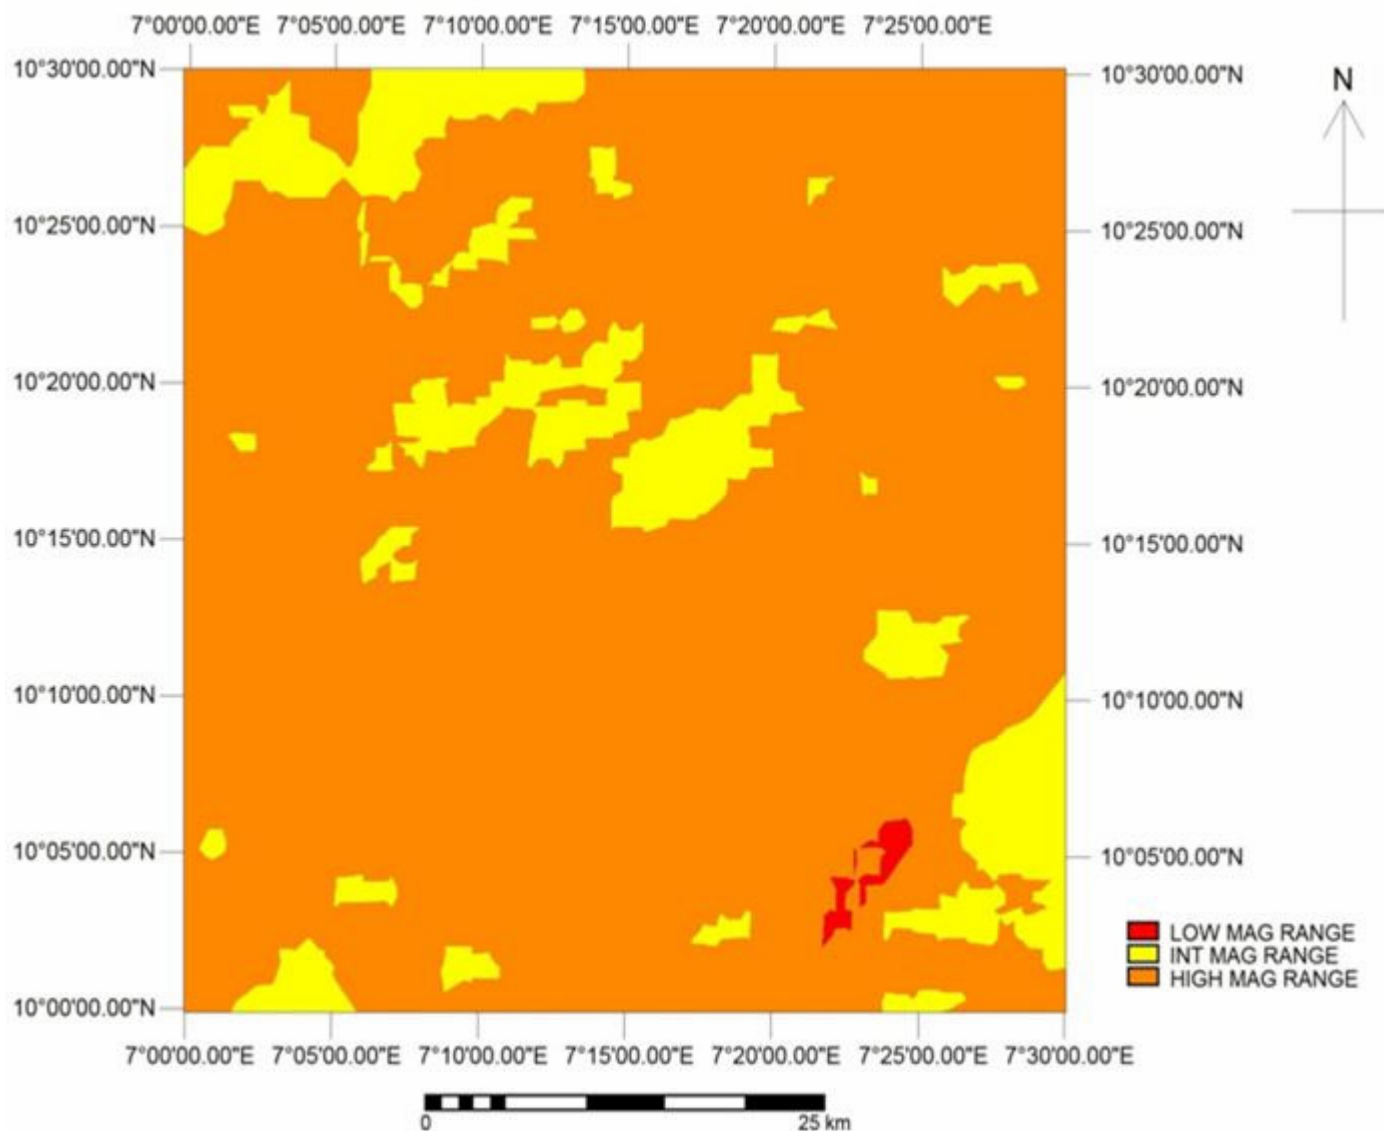 7°00'00.00"E 7°05'00.00"E 7°10'00.00"E 7°15'00.00"E 7°20'00.00"E 7°25'00.00"E
10°30'00.00"N 10°30'00.00"N
N
10°25'00.00"N 10°25'00.00"N
10°20'00.00"N 10°20'00.00"N
10°15'00.00"N 10°15'00.00"N
10°10'00.00"N 10°10'00.00"N
10°05'00.00"N 10°05'00.00"N
LOW MAG RANGE
INT MAG RANGE
HIGH MAG RANGE
10°00'00.00"N
7°00'00.00"E 7°05'00.00"E 7°10'00.00"E 7°15'00.00"E 7°20'00.00"E 7°25'00.00"E 7°30'00.00"E
0 25 km